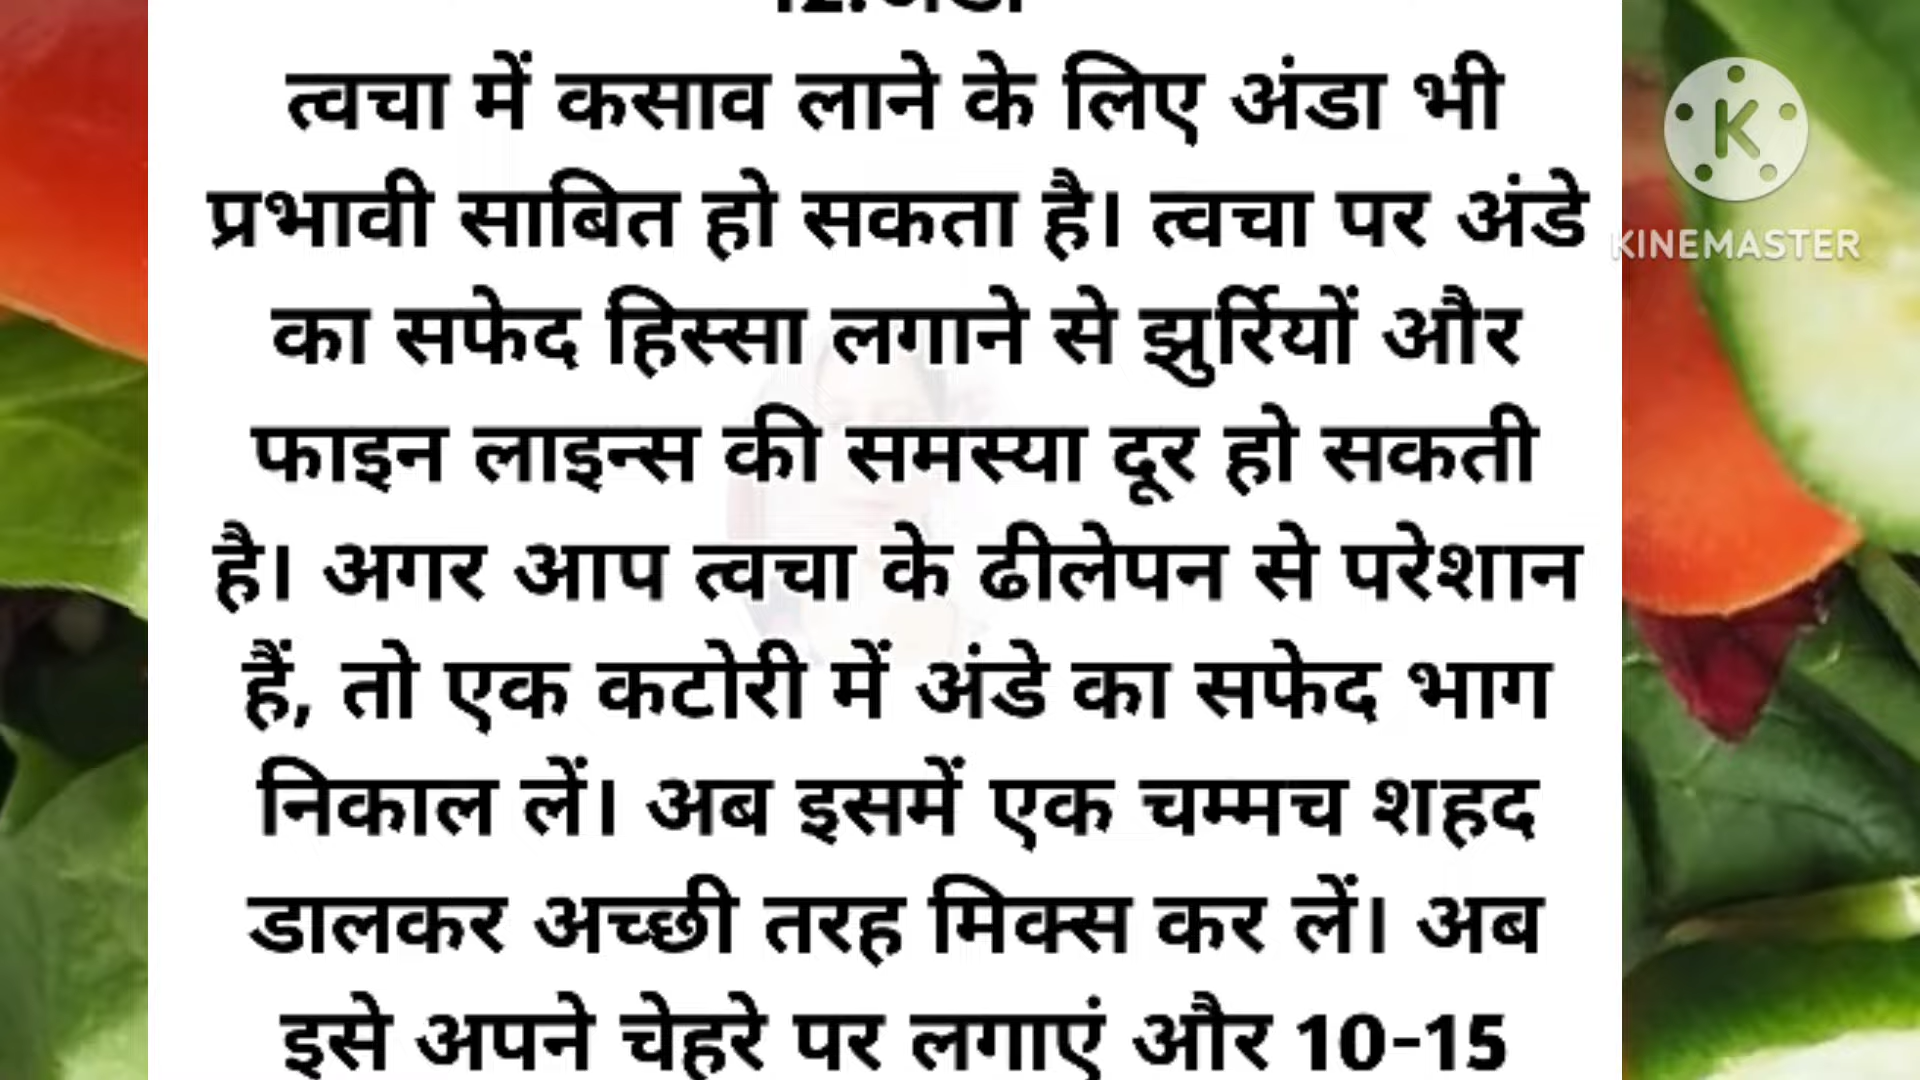 त्वचा में कसाव लाने के लिए अंडा भी
प्रभावी साबित हो सकता है। त्वचा पर अंडे
का सफेद हिस्सा लगाने से झुर्रियों और
फाइन लाइन्स की समस्या दूर हो सकती
है। अगर आप त्वचा के ढीलेपन से परेशान
हैं, तो एक कटोरी में अंडे का सफेद भाग
निकाल लें। अब इसमें एक चम्मच शहद
डालकर अच्छी तरह मिक्स कर लें। अब
इसे अपने चेहरे पर लगाएं और 10-15
K
KINEMASTER